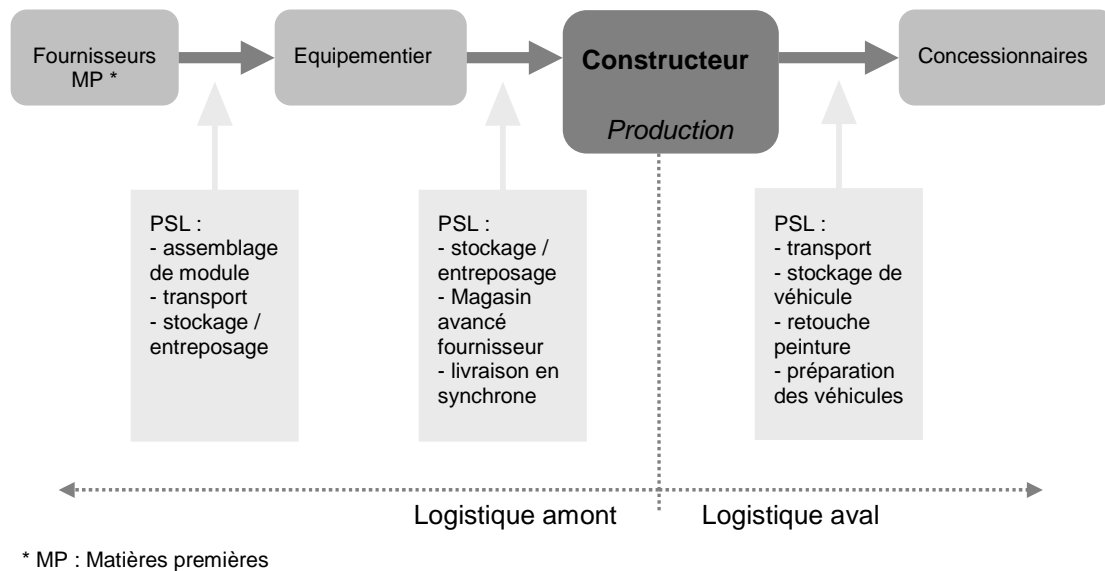 Fournisseurs
MP *
Equipementier
Constructeur
Production
Concessionnaires
PSL :
- assemblage
de module
- transport
- stockage /
entreposage
PSL :
- stockage /
entreposage
- Magasin
avancé
fournisseur
- livraison en
synchrone
PSL :
- transport
- stockage de
véhicule
- retouche
peinture
- préparation
des véhicules
Logistique amont
Logistique aval
* MP : Matières premières